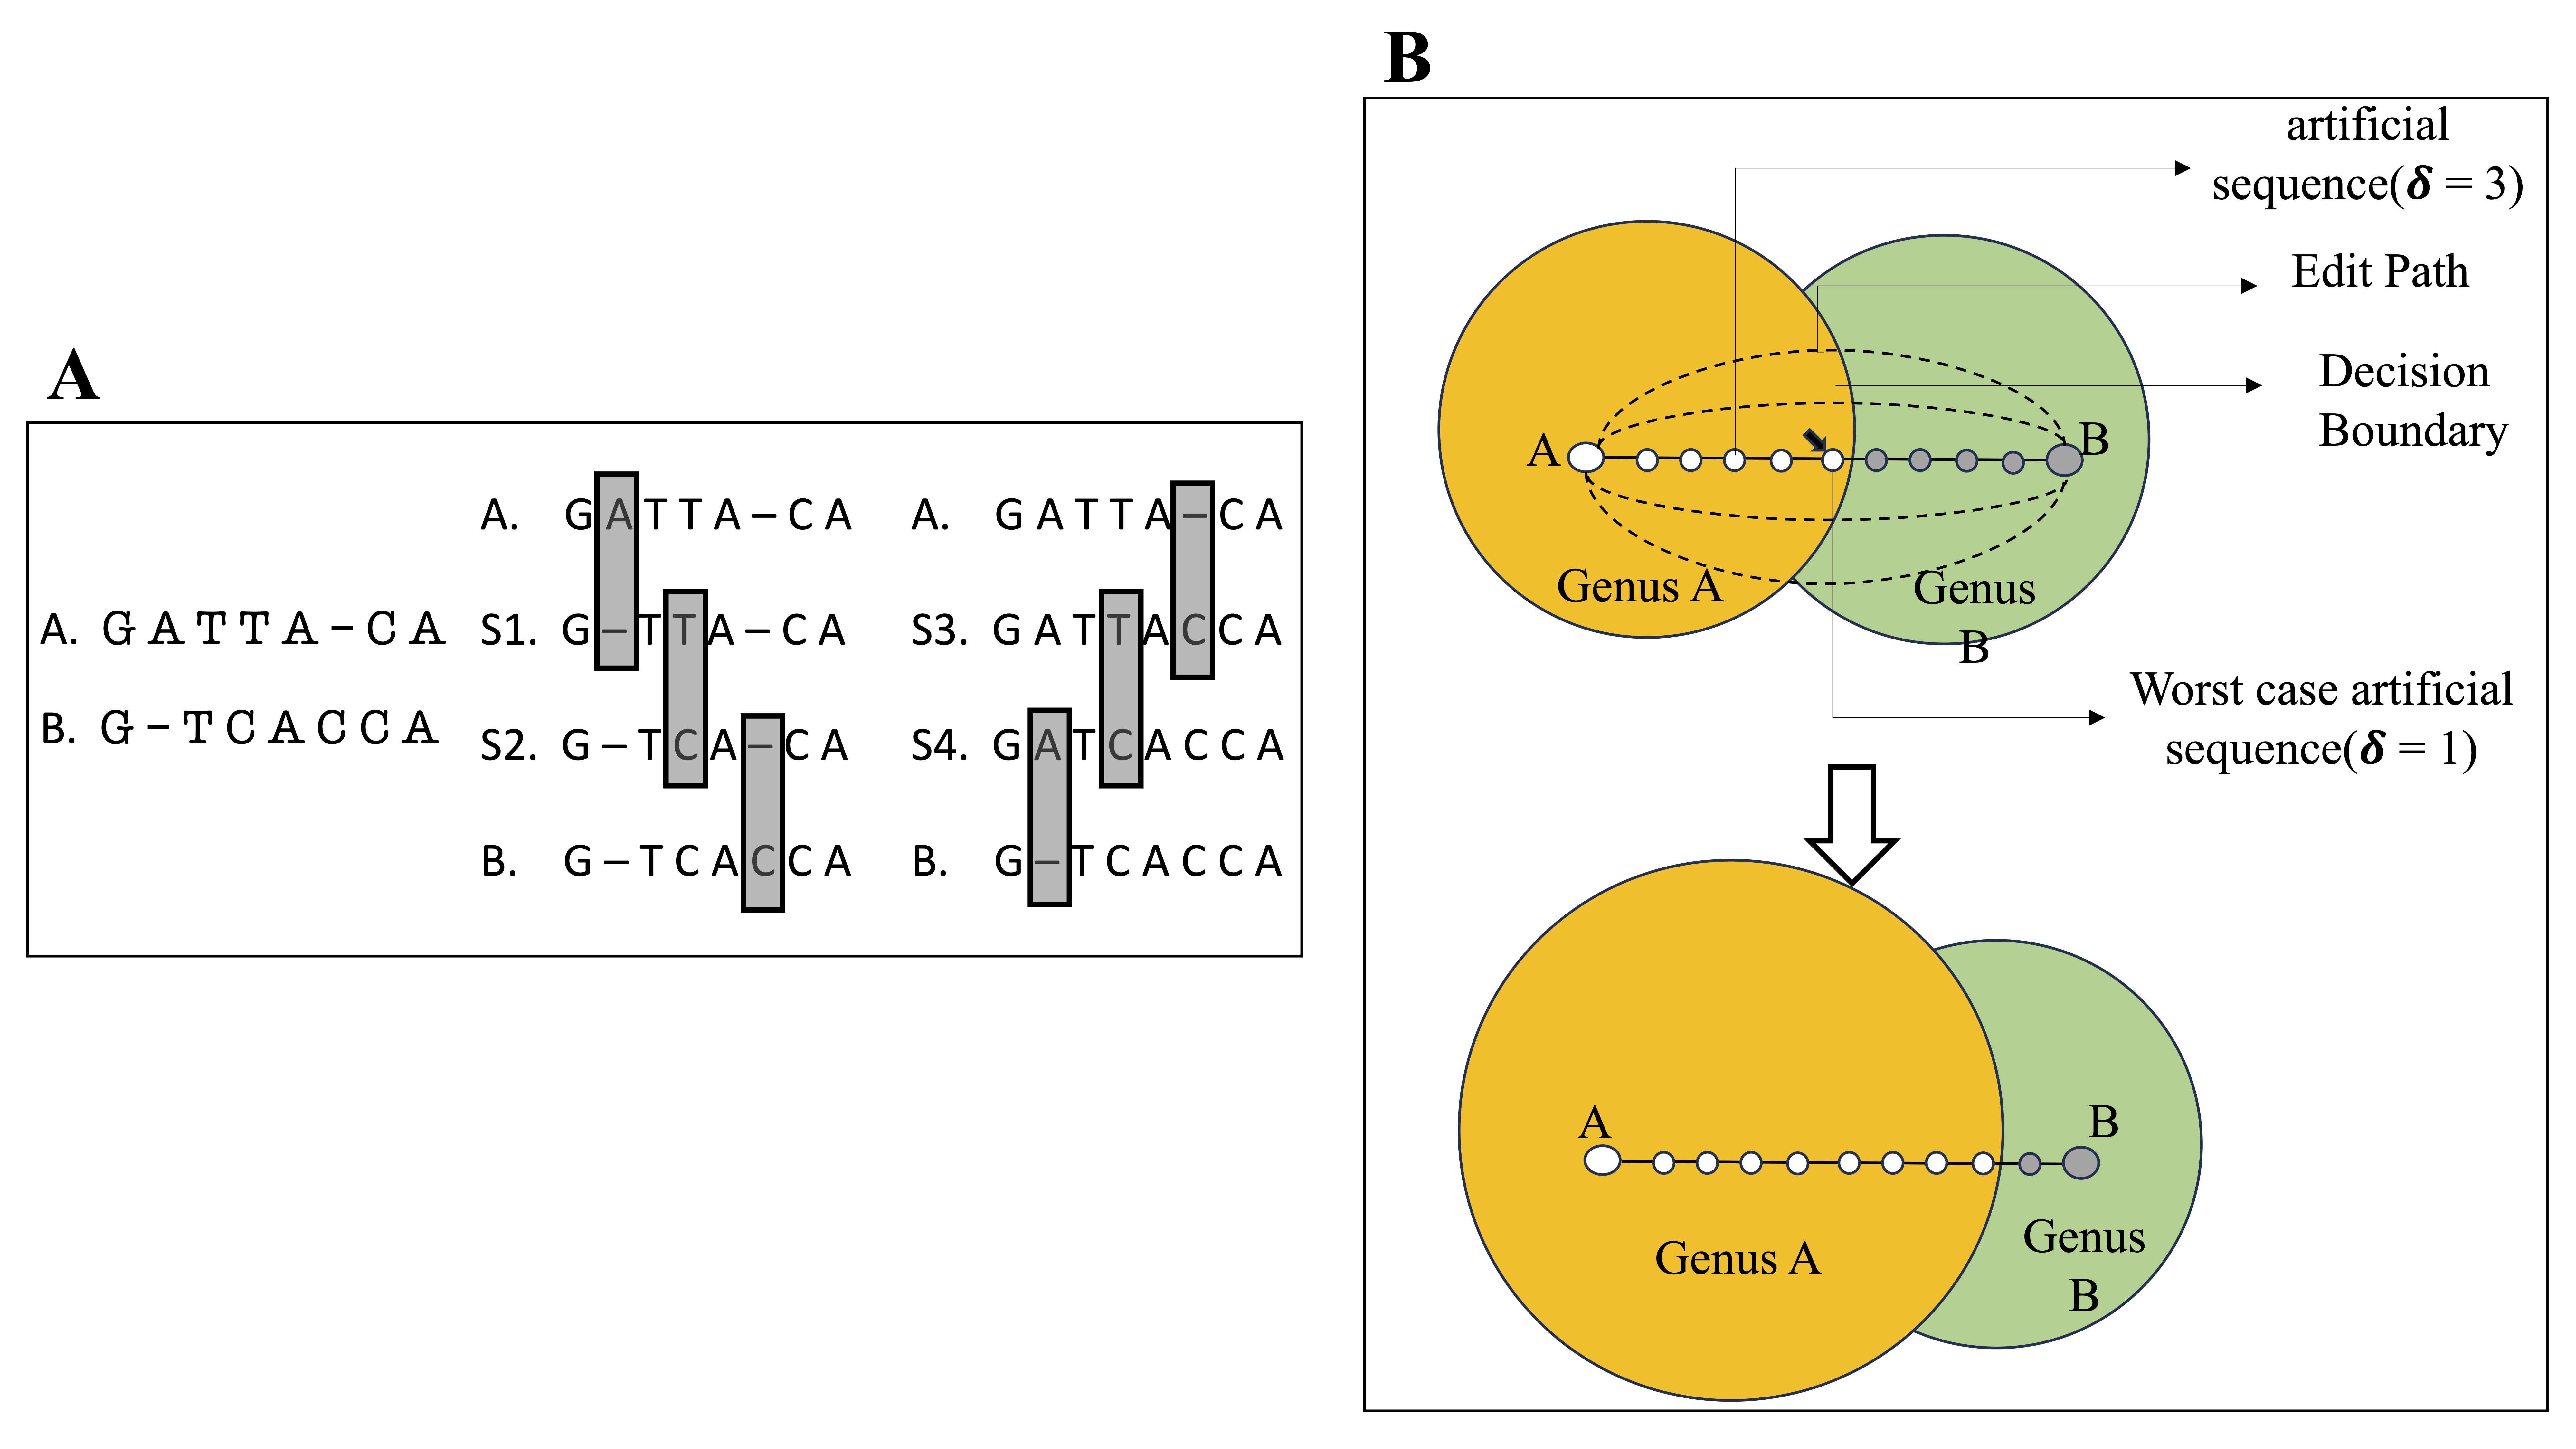 A
A. G A T T A – C A
B. G – T C A C C A
A. G A T T A – C A
S1. G – T T A – C A
S2. G – T C A – C A
B. G – T C A C C A
A. G A T T A – C A
S3. G A T T A C C A
S4. G A T C A C C A
B. G – T C A C C A
B
artificial
sequence(δ = 3)
Edit Path
Decision
Boundary
A
B
Genus A
Genus
B
Worst case artificial
sequence(δ = 1)
A
B
Genus A
Genus
B